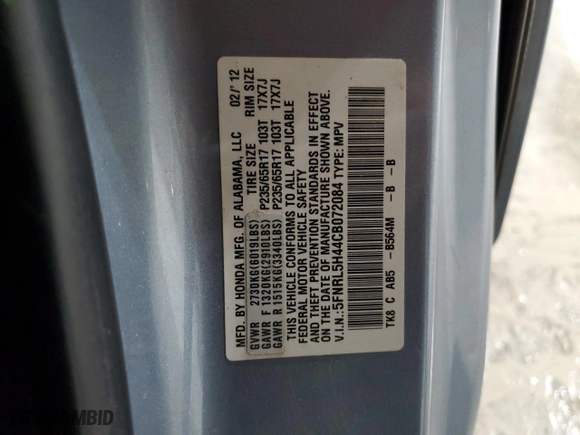 MFD. BY HONDA MFG. OF ALABAMA, LLC 02/'12
TIRE SIZE RIM SIZE
GVWR 2730KG(6019LBS)
GAWR F 1320KG(2910LBS) P235/65R17 103T 17X7J
GAWR R 1515KG(3340LBS) P235/65R17 103T 17X7J
THIS VEHICLE CONFORMS TO ALL APPLICABLE
FEDERAL MOTOR VEHICLE SAFETY
AND THEFT PREVENTION STANDARDS IN EFFECT
ON THE DATE OF MANUFACTURE SHOWN ABOVE.
V.I.N.:5FNRL5H44CB072084 TYPE: MPV
TK8 C AB5 -B564M -B -B